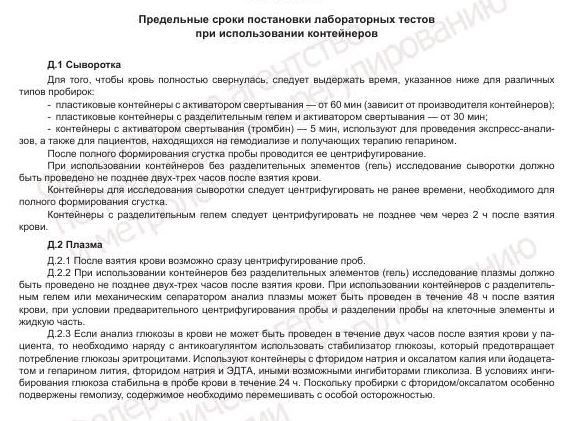 Предельные сроки постановки лабораторных тестов
при использовании контейнеров
Д.1 Сыворотка
Для того, чтобы кровь полностью свернулась, следует выдержать время, указанное ниже для различных
типов пробирок:
- пластиковые контейнеры с активатором свертывания — от 60 мин (зависит от производителя контейнеров);
- пластиковые контейнеры с разделительным гелем и активатором свертывания — от 30 мин;
- контейнеры с активатором свертывания (тромбин) — 5 мин, используют для проведения экспресс-анали-
зов, а также для пациентов, находящихся на гемодиализе и получающих терапию гепарином.
После полного формирования сгустка пробы проводится ее центрифугирование.
При использовании контейнеров без разделительных элементов (гель) исследование сыворотки должно
быть проведено не позднее двух-трех часов после взятия крови.
Контейнеры для исследования сыворотки следует центрифугировать не ранее времени, необходимого для
полного формирования сгустка.
Контейнеры с разделительным гелем следует центрифугировать не позднее чем через 2 ч после взятия
крови.
Д.2 Плазма
Д.2.1 После взятия крови возможно сразу центрифугирование проб.
Д.2.2 При использовании контейнеров без разделительных элементов (гель) исследование плазмы должно
быть проведено не позднее двух-трех часов после взятия крови. При использовании контейнеров с разделитель-
ным гелем или механическим сепаратором анализ плазмы может быть проведен в течение 48 ч после взятия
крови, при условии предварительного центрифугирования пробы и разделении пробы на клеточные элементы и
жидкую часть.
Д.2.3 Если анализ глюкозы в крови не может быть проведен в течение двух часов после взятия крови у па-
циента, то необходимо наряду с антикоагулянтом использовать стабилизатор глюкозы, который предотвращает
потребление глюкозы эритроцитами. Используют контейнеры с фторидом натрия и оксалатом калия или йодацета-
том и гепарином лития, фторидом натрия и ЭДТА, иными возможными ингибиторами гликолиза. В условиях инги-
бирования глюкоза стабильна в пробе крови в течение 24 ч. Поскольку пробирки с фторидом/оксалатом особенно
подвержены гемолизу, содержимое необходимо перемешивать с особой осторожностью.